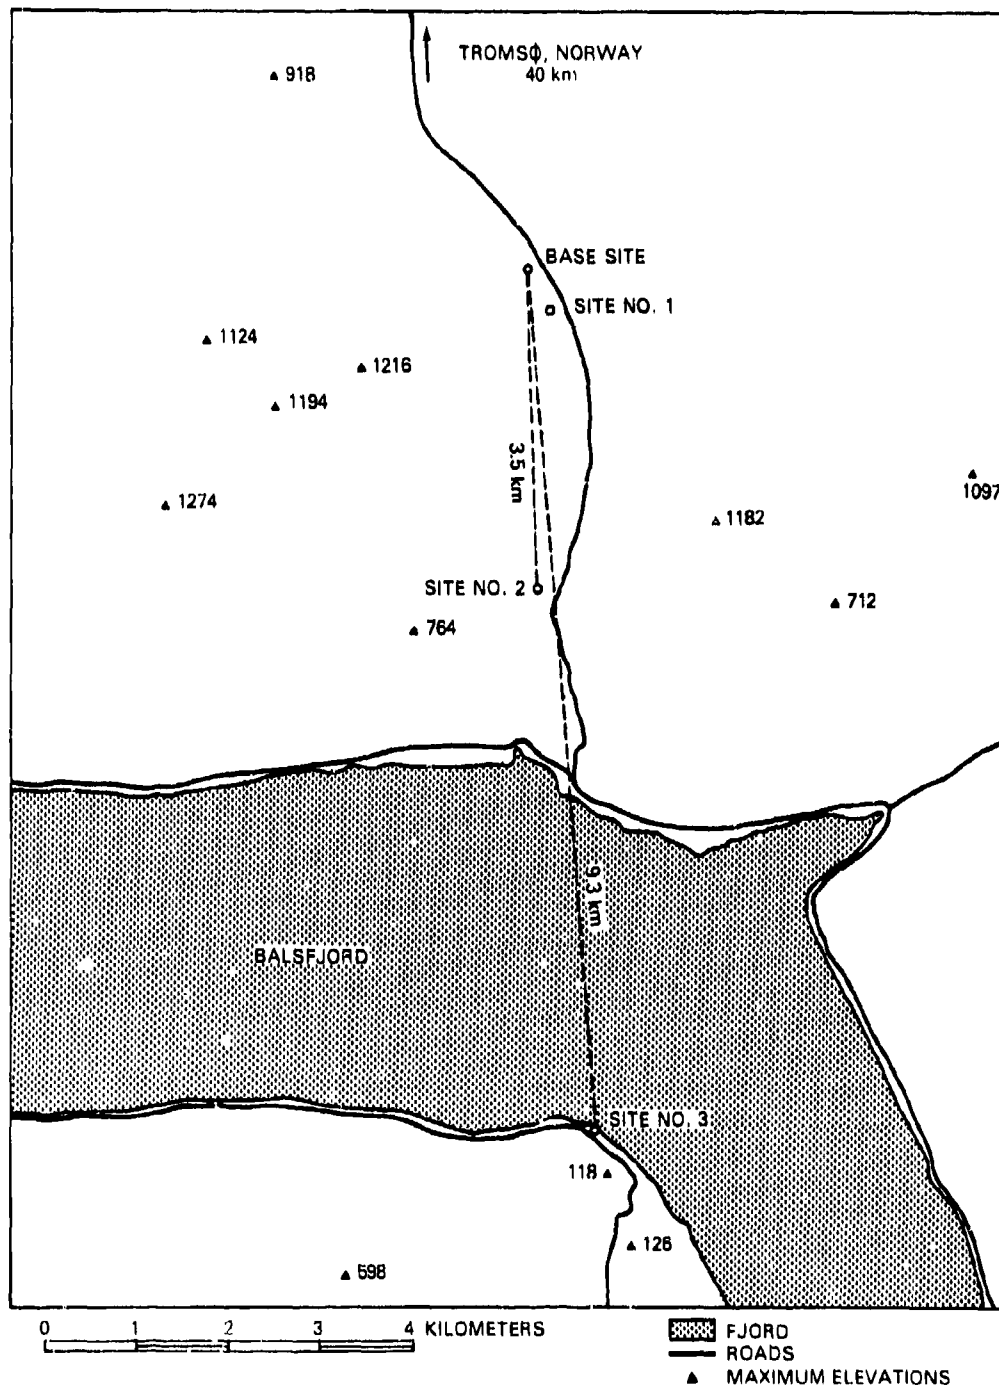 TROMSϕ, NORWAY
40 km
918
BASE SITE
SITE NO. 1
1124
1216
1194
3.5 km
1274
1097
1182
SITE NO. 2
712
764
9.3 km
BALSFJORD
SITE NO. 3
118
126
598
0 1 2 3 4 KILOMETERS
FJORD
ROADS
MAXIMUM ELEVATIONS